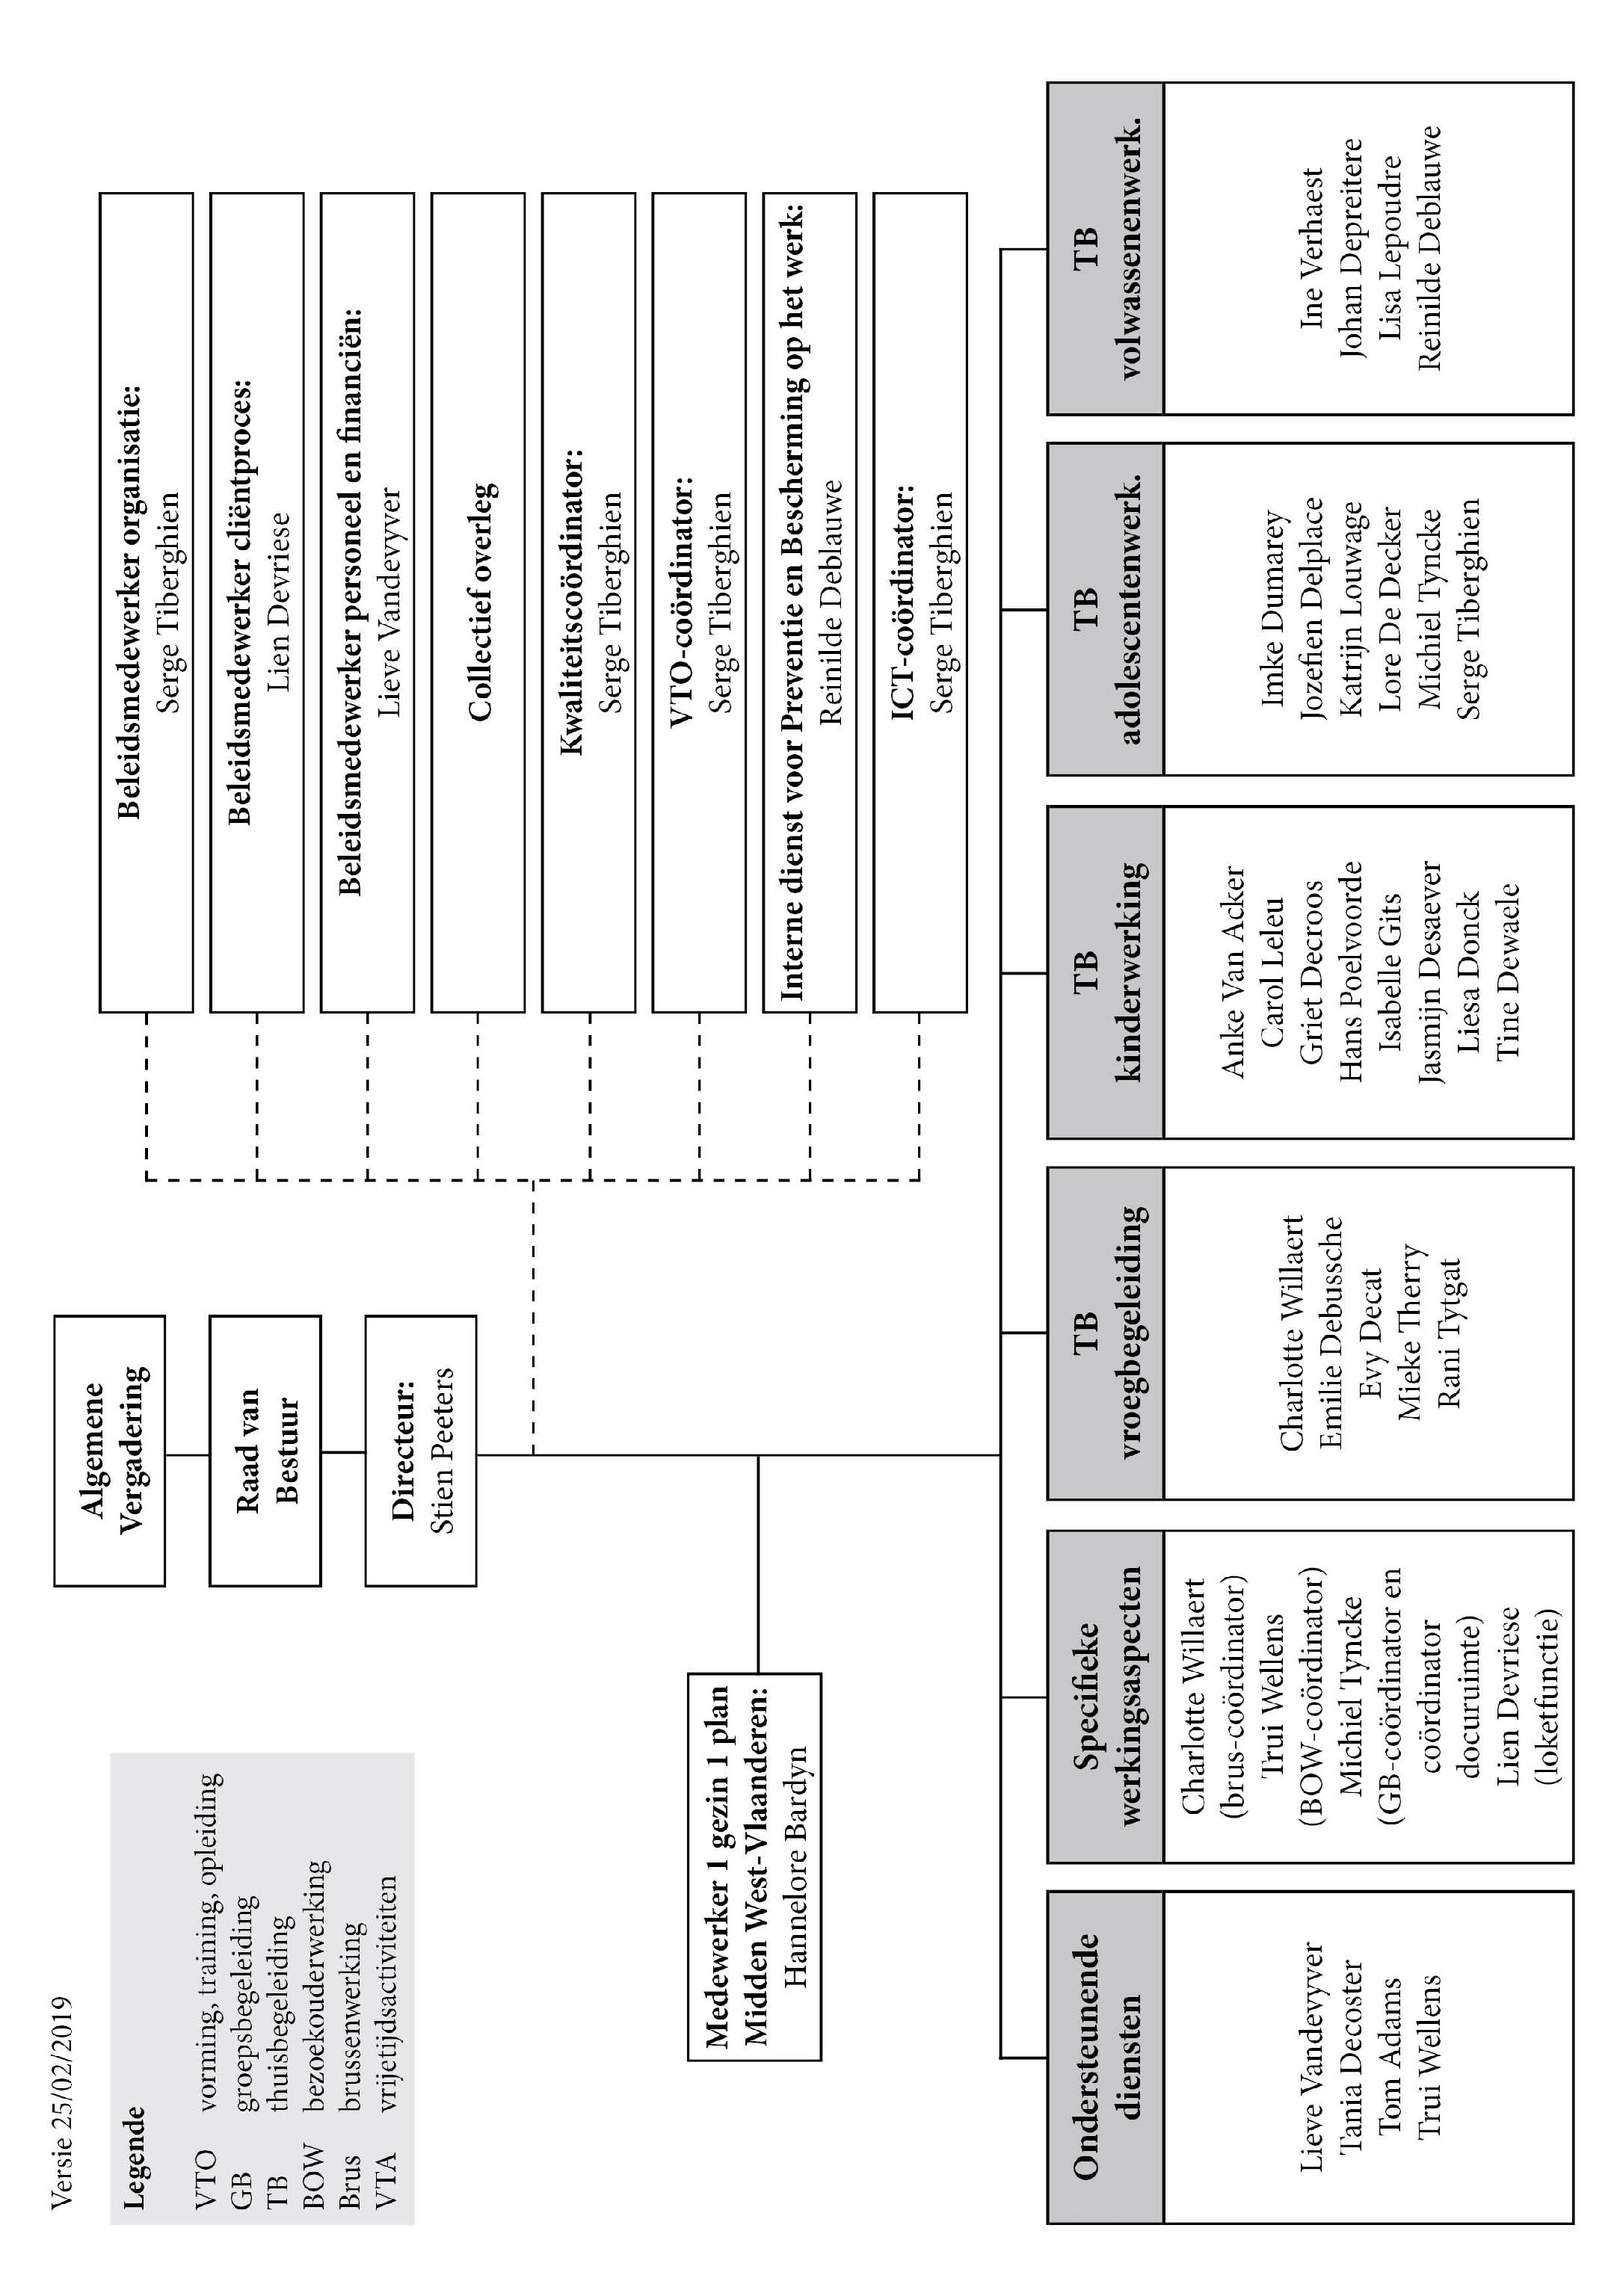 Versie 25/02/2019
Legende
VTO vorming, training, opleiding
GB groepsbegeleiding
TB thuisbegeleiding
BOW bezoekouderwerking
Brus brussenwerking
VTA vrijetijdsactiviteiten
Algemene
Vergadering
Raad van
Bestuur
Directeur:
Stien Peeters
Beleidsmedewerker organisatie:
Serge Tiberghien
Beleidsmedewerker cliëntproces:
Lien Devriese
Beleidsmedewerker personeel en financiën:
Lieve Vandevyver
Collectief overleg
Kwaliteitscoördinator:
Serge Tiberghien
VTO-coördinator:
Serge Tiberghien
Interne dienst voor Preventie en Bescherming op het werk:
Reinilde Deblauwe
ICT-coördinator:
Serge Tiberghien
Medewerker 1 gezin 1 plan
Midden West-Vlaanderen:
Hannelore Bardyn
Ondersteunende
diensten
Lieve Vandevyver
Tania Decoster
Tom Adams
Trui Wellens
Specifieke
werkingsaspecten
Charlotte Willaert
(brus-coördinator)
Trui Wellens
(BOW-coördinator)
Michiel Tyncke
(GB-coördinator en
coördinator
docuruimte)
Lien Devriese
(loketfunctie)
TB
vroegbegeleiding
Charlotte Willaert
Emilie Debussche
Evy Decat
Mieke Therry
Rani Tytgat
TB
kinderwerking
Anke Van Acker
Carol Leleu
Griet Decroos
Hans Poelvoorde
Isabelle Gits
Jasmijn Desaever
Liesa Donck
Tine Dewaele
TB
adolescentenwerk.
Imke Dumarey
Jozefien Delplace
Katrijn Louwage
Lore De Decker
Michiel Tyncke
Serge Tiberghien
TB
volwassenenwerk.
Ine Verhaest
Johan Depreitere
Lisa Lepoudre
Reinilde Deblauwe